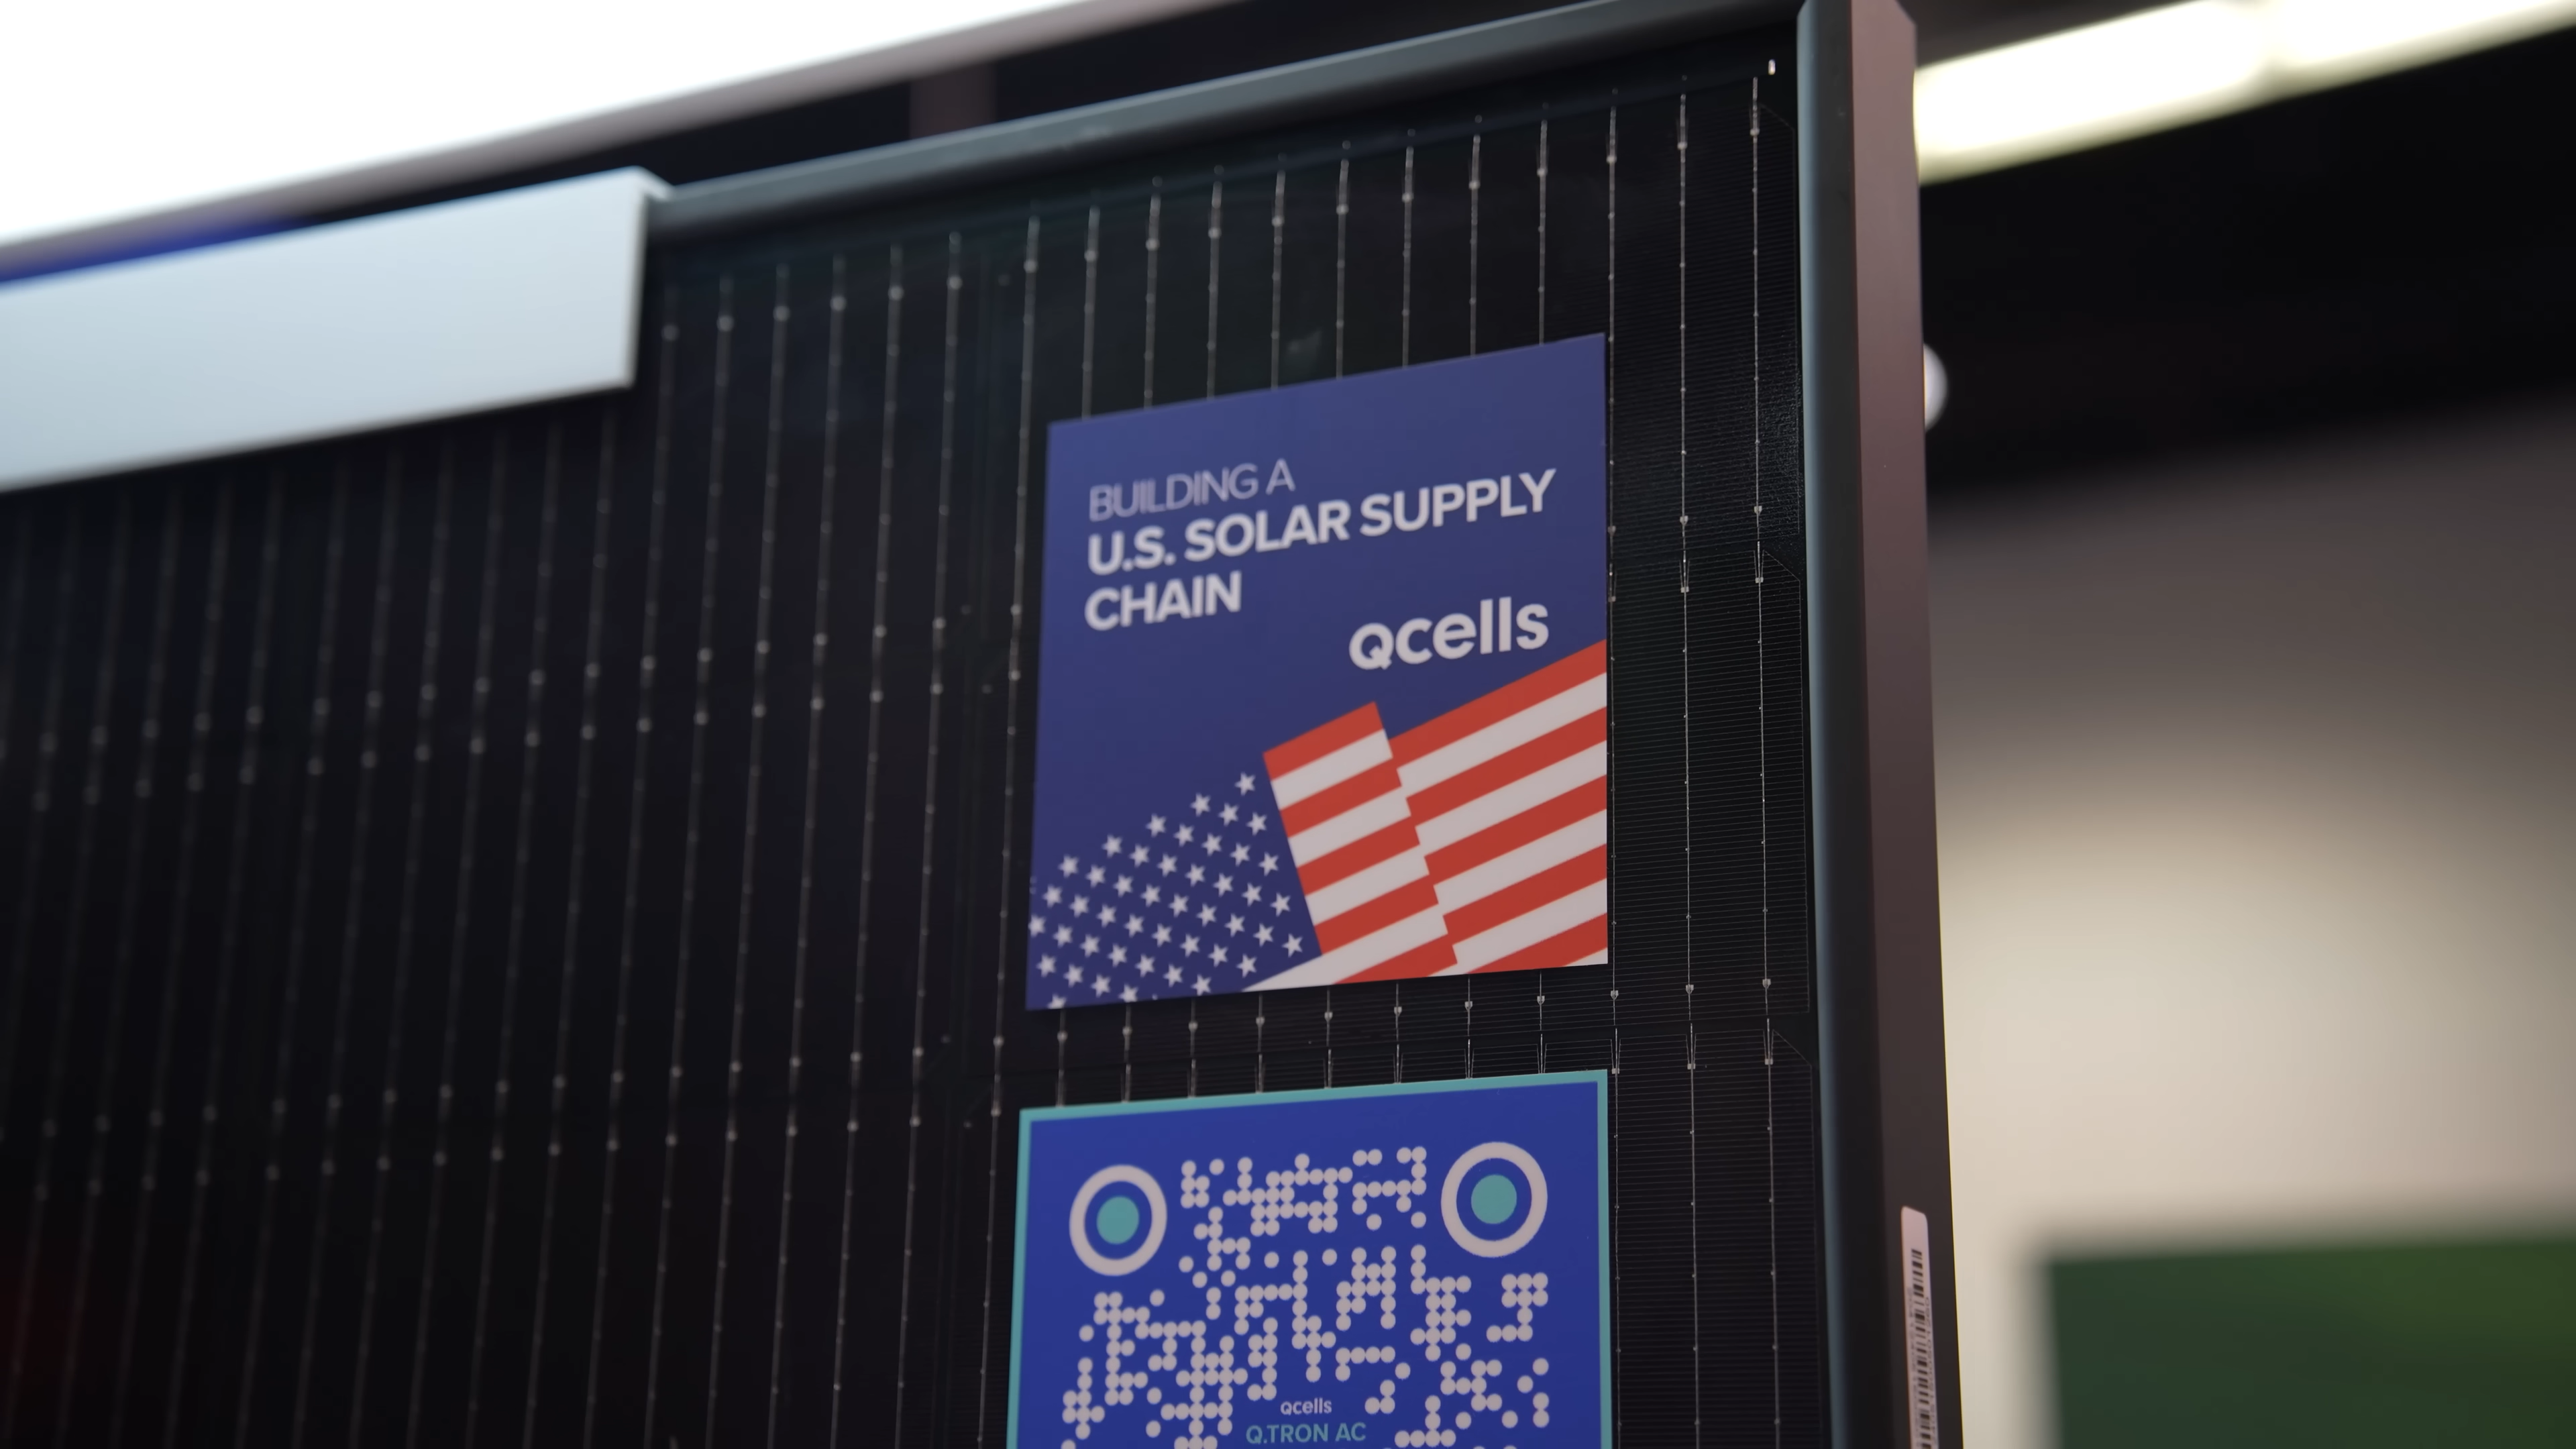 BUILDING A
U.S. SOLAR SUPPLY
CHAIN
Qcells
qcells
Q.TRON AC